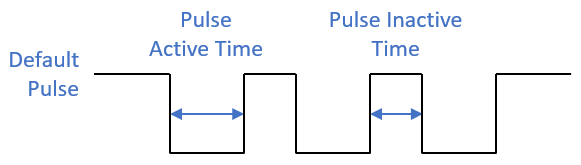 Pulse
Active Time
Pulse Inactive
Time
Default
Pulse